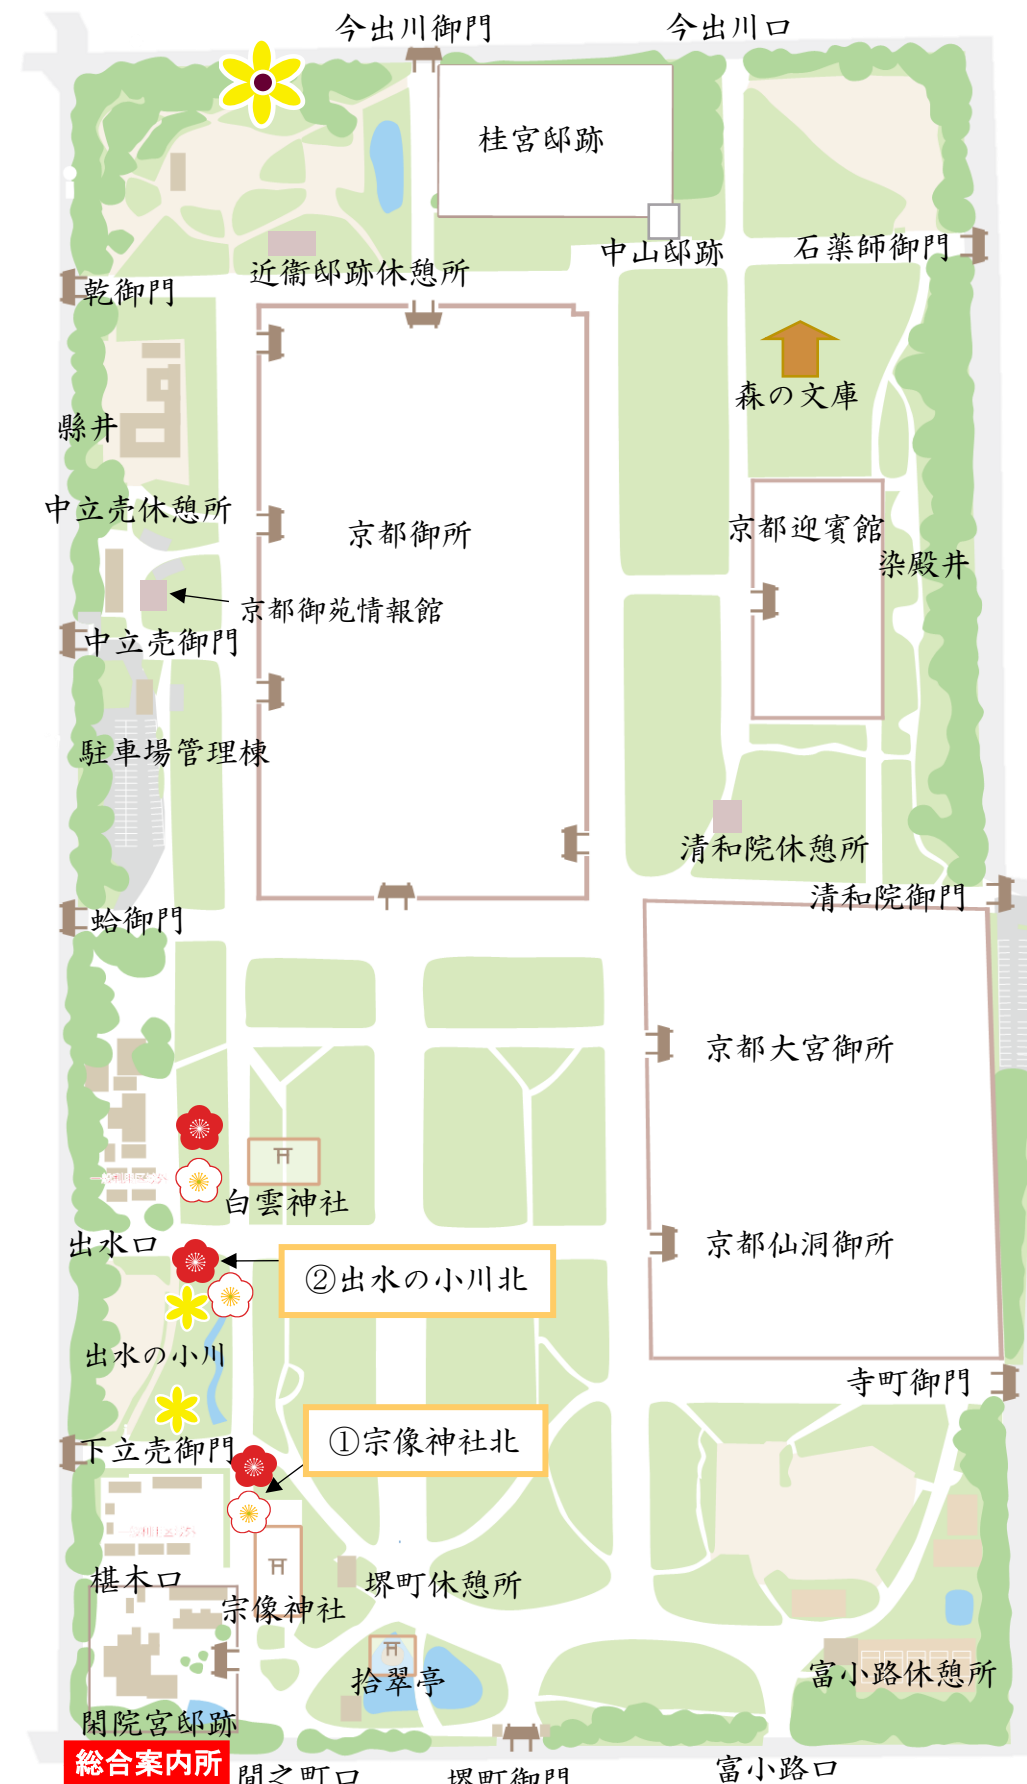 今出川御門
今出川口
桂宮邸跡
中山邸跡
石薬師御門
近衞邸跡休憩所
乾御門
森の文庫
縣井
中立売休憩所
京都御所
京都迎賓館
染殿井
京都御苑情報館
中立売御門
駐車場管理棟
清和院休憩所
清和院御門
蛤御門
京都大宮御所
白雲神社
出水口
京都仙洞御所
②出水の小川北
出水の小川
寺町御門
①宗像神社北
下立売御門
椹木口
堺町休憩所
宗像神社
拾翠亭
富小路休憩所
閑院宮邸跡
総合案内所
間之町口
堺町御門
富小路口